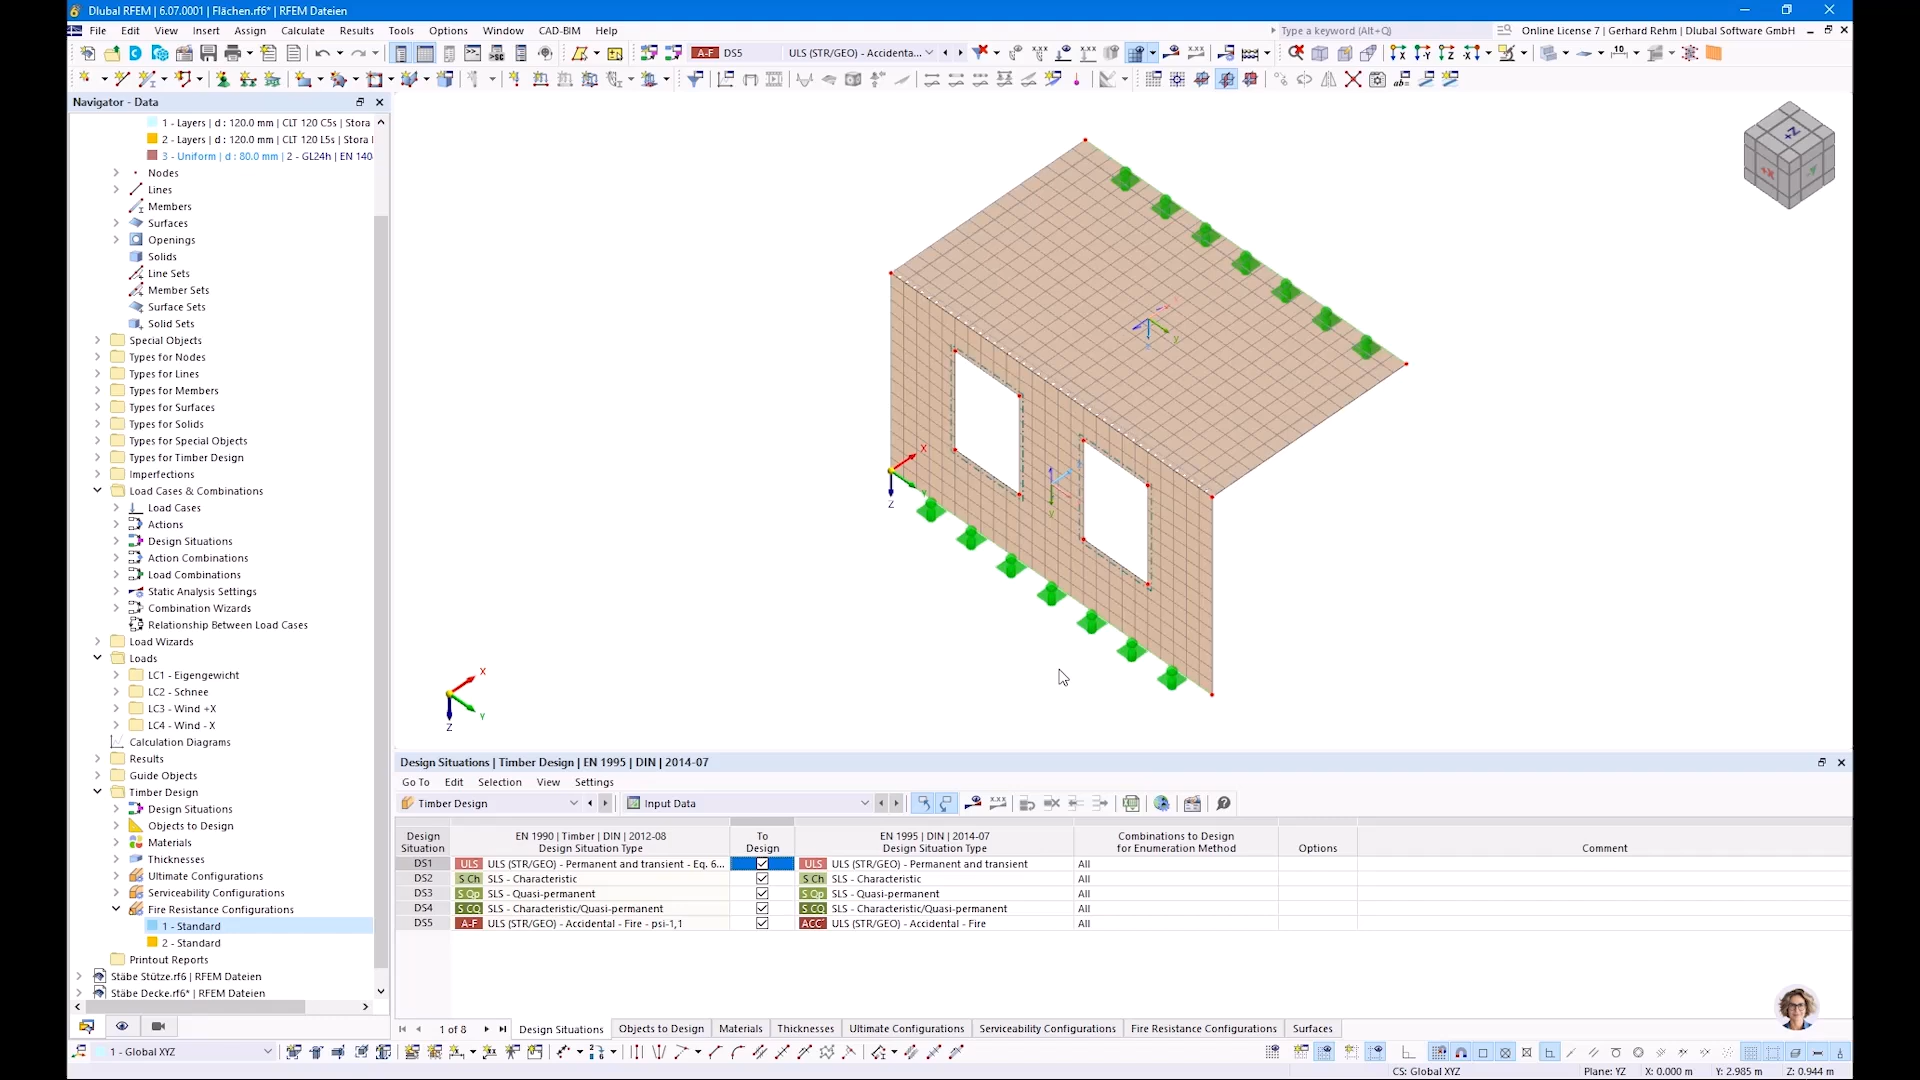 Dlubal RFEM | 6.07.0001 | Flächen.rf6* | RFEM Dateien
File Edit View Insert Assign Calculate Results Tools Options Window CAD-BIM Help
Type a keyword (Alt+Q)
Online License 7 | Gerhard Rehm | Dlubal Software GmbH
A-F DS5 ULS (STR/GEO) - Accidenta...
Navigator - Data
1 - Layers | d : 120.0 mm | CLT 120 C5s | Stora
2 - Layers | d : 120.0 mm | CLT 120 L5s | Stora
3 - Uniform | d : 80.0 mm | 2 - GL24h | EN 140
Nodes
Lines
Members
Surfaces
Openings
Solids
Line Sets
Member Sets
Surface Sets
Solid Sets
Special Objects
Types for Nodes
Types for Lines
Types for Members
Types for Surfaces
Types for Solids
Types for Special Objects
Types for Timber Design
Imperfections
Load Cases & Combinations
Load Cases
Actions
Design Situations
Action Combinations
Load Combinations
Static Analysis Settings
Combination Wizards
Relationship Between Load Cases
Load Wizards
Loads
LC1 - Eigengewicht
LC2 - Schnee
LC3 - Wind +X
LC4 - Wind - X
Calculation Diagrams
Results
Guide Objects
Timber Design
Design Situations
Objects to Design
Materials
Thicknesses
Ultimate Configurations
Serviceability Configurations
Fire Resistance Configurations
1 - Standard
2 - Standard
Printout Reports
Stäbe Stütze.rf6 | RFEM Dateien
Stäbe Decke.rf6* | RFEM Dateien
+Z
+X
-Y
y
X
y
Z
y
X
y
Z
Design Situations | Timber Design | EN 1995 | DIN | 2014-07
Go To Edit Selection View Settings
Timber Design Input Data
Design Situation
EN 1990 | Timber | DIN | 2012-08 Design Situation Type
To Design
EN 1995 | DIN | 2014-07 Design Situation Type
Combinations to Design for Enumeration Method
Options
Comment
DS1 ULS ULS (STR/GEO) - Permanent and transient - Eq. 6... ULS ULS (STR/GEO) - Permanent and transient All
DS2 S Ch SLS - Characteristic S Ch SLS - Characteristic All
DS3 S Qp SLS - Quasi-permanent S Qp SLS - Quasi-permanent All
DS4 S CQ SLS - Characteristic/Quasi-permanent S CQ SLS - Characteristic/Quasi-permanent All
DS5 A-F ULS (STR/GEO) - Accidental - Fire - psi-1,1 ACC ULS (STR/GEO) - Accidental - Fire All
1 of 8 Design Situations Objects to Design Materials Thicknesses Ultimate Configurations Serviceability Configurations Fire Resistance Configurations Surfaces
1 - Global XYZ
CS: Global XYZ Plane: YZ X: 0.000 m Y: 2.985 m Z: 0.944 m